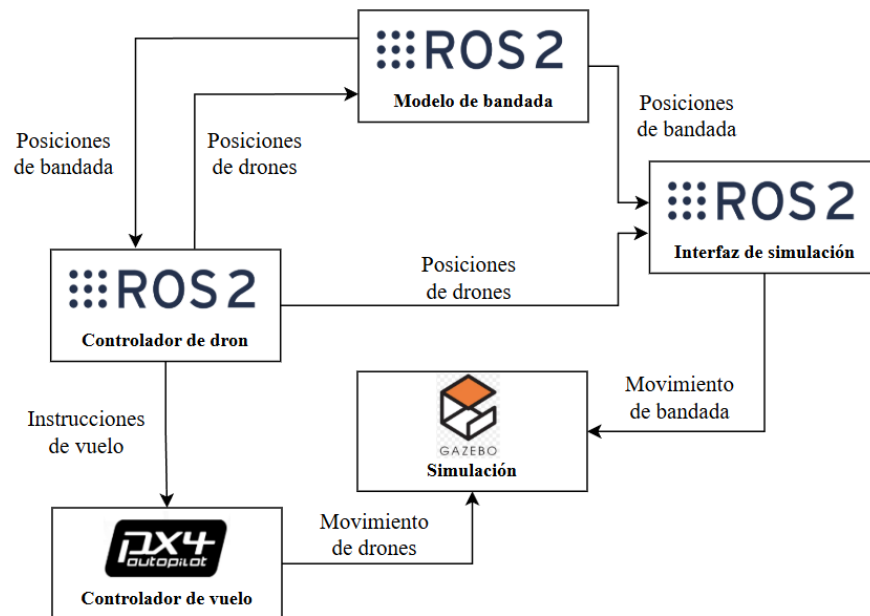 ROS 2
Modelo de bandada
Posiciones
de bandada
Posiciones
de drones
Posiciones
de bandada
ROS 2
Interfaz de simulación
ROS 2
Controlador de dron
Posiciones
de drones
Instrucciones
de vuelo
GAZEBO
Simulación
Movimiento
de bandada
px4
autopilot
Controlador de vuelo
Movimiento
de drones